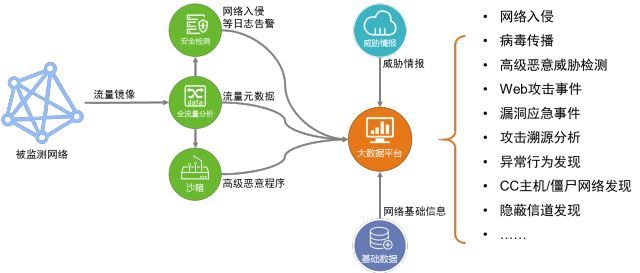 网络入侵
等日志告警
安全检测
流量镜像
data
全流量分析
流量元数据
被监测网络
沙箱
高级恶意程序
威胁情报
威胁情报
大数据平台
网络基础信息
基础数据
• 网络入侵
• 病毒传播
• 高级恶意威胁检测
• Web攻击事件
• 漏洞应急事件
• 攻击溯源分析
• 异常行为发现
• CC主机/僵尸网络发现
• 隐蔽信道发现
• ……